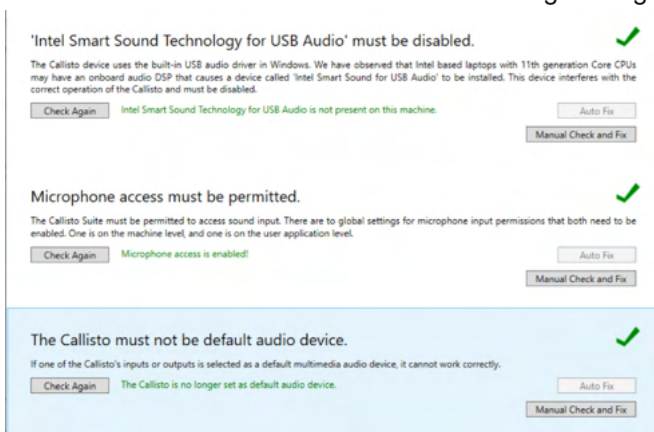 'Intel Smart Sound Technology for USB Audio' must be disabled.
The Callisto device uses the built-in USB audio driver in Windows. We have observed that Intel based laptops with 11th generation Core CPUs
may have an onboard audio DSP that causes a device called 'Intel Smart Sound for USB Audio' to be installed. This device interferes with the
correct operation of the Callisto and must be disabled.
Check Again Intel Smart Sound Technology for USB Audio is not present on this machine. Auto Fix
Manual Check and Fix
Microphone access must be permitted.
The Callisto Suite must be permitted to access sound input. There are to global settings for microphone input permissions that both need to be
enabled. One is on the machine level, and one is on the user application level.
Check Again Microphone access is enabled! Auto Fix
Manual Check and Fix
The Callisto must not be default audio device.
If one of the Callisto's inputs or outputs is selected as a default multimedia audio device, it cannot work correctly.
Check Again The Callisto is no longer set as default audio device. Auto Fix
Manual Check and Fix